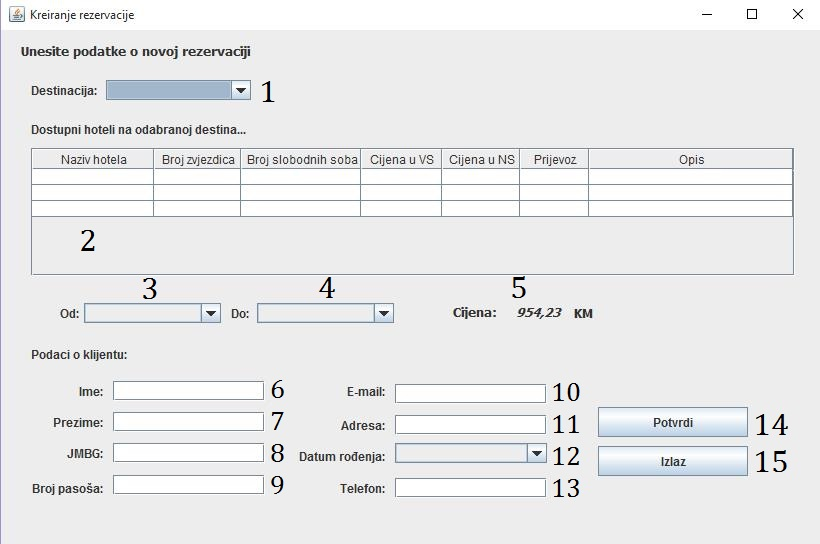 Kreiranje rezervacije
Unesite podatke o novoj rezervaciji
Destinacija: 1
Dostupni hoteli na odabranoj destina...
Naziv hotela Broj zvjezdica Broj slobodnih soba Cijena u VS Cijena u NS Prijevoz Opis
2
3 4 5
Od: Do: Cijena: 954,23 KM
Podaci o klijentu:
Ime: 6 E-mail: 10
Prezime: 7 Adresa: 11 Potvrdi 14
JMBG: 8 Datum rođenja: 12 Izlaz 15
Broj pasoša: 9 Telefon: 13